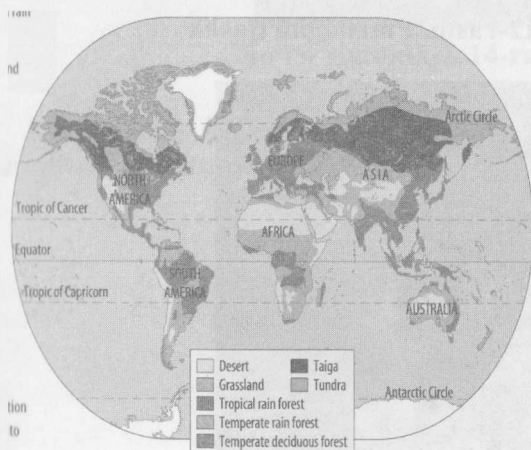 nd
Arctic Circle
EUROPE
ASIA
NORTH
AMERICA
Tropic of Cancer
AFRICA
Equator
SOUTH
AMERICA
Tropic of Capricorn
AUSTRALIA
Desert
Taiga
Grassland
Tundra
Tropical rain forest
Temperate rain forest
Temperate deciduous forest
Antarctic Circle
tion
to